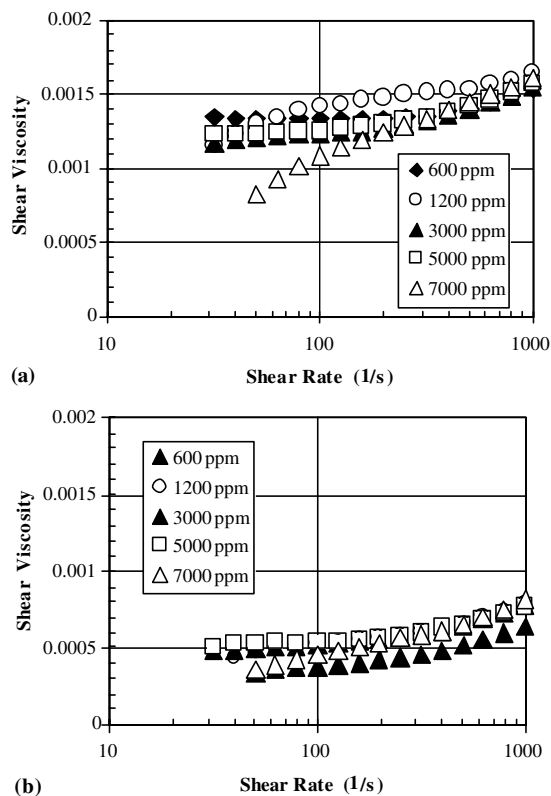 0.002
0.0015
0.001
0.0005
0
Shear Viscosity
600 ppm
1200 ppm
3000 ppm
5000 ppm
7000 ppm
10
100
1000
(a)
Shear Rate (1/s)
0.002
0.0015
0.001
0.0005
0
Shear Viscosity
600 ppm
1200 ppm
3000 ppm
5000 ppm
7000 ppm
10
100
1000
(b)
Shear Rate (1/s)